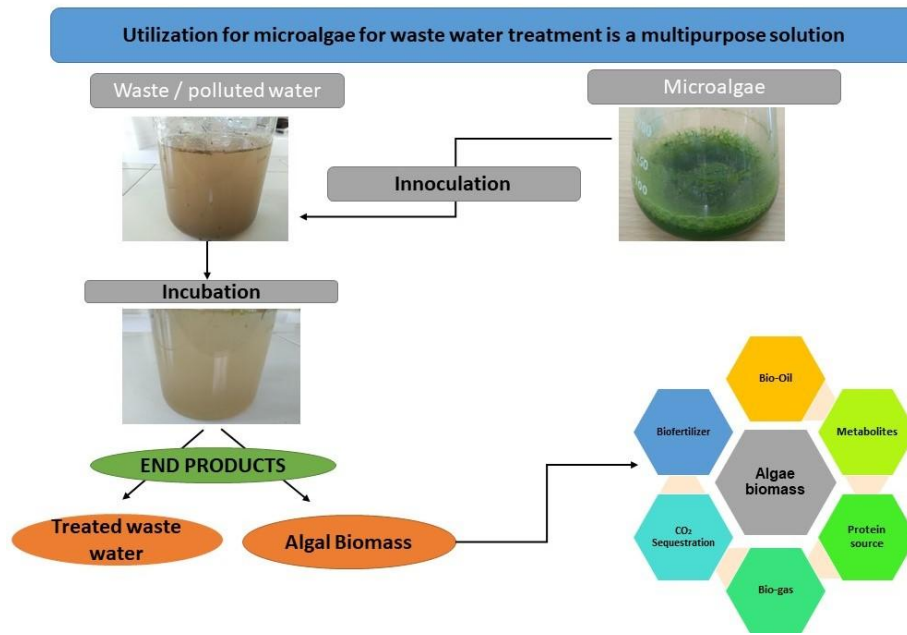 Utilization for microalgae for waste water treatment is a multipurpose solution
Waste / polluted water
Microalgae
Innoculation
Incubation
END PRODUCTS
Treated waste
water
Algal Biomass
Bio-Oil
Biofertilizer
Metabolites
Algae
biomass
CO₂
Sequestration
Protein
source
Bio-gas